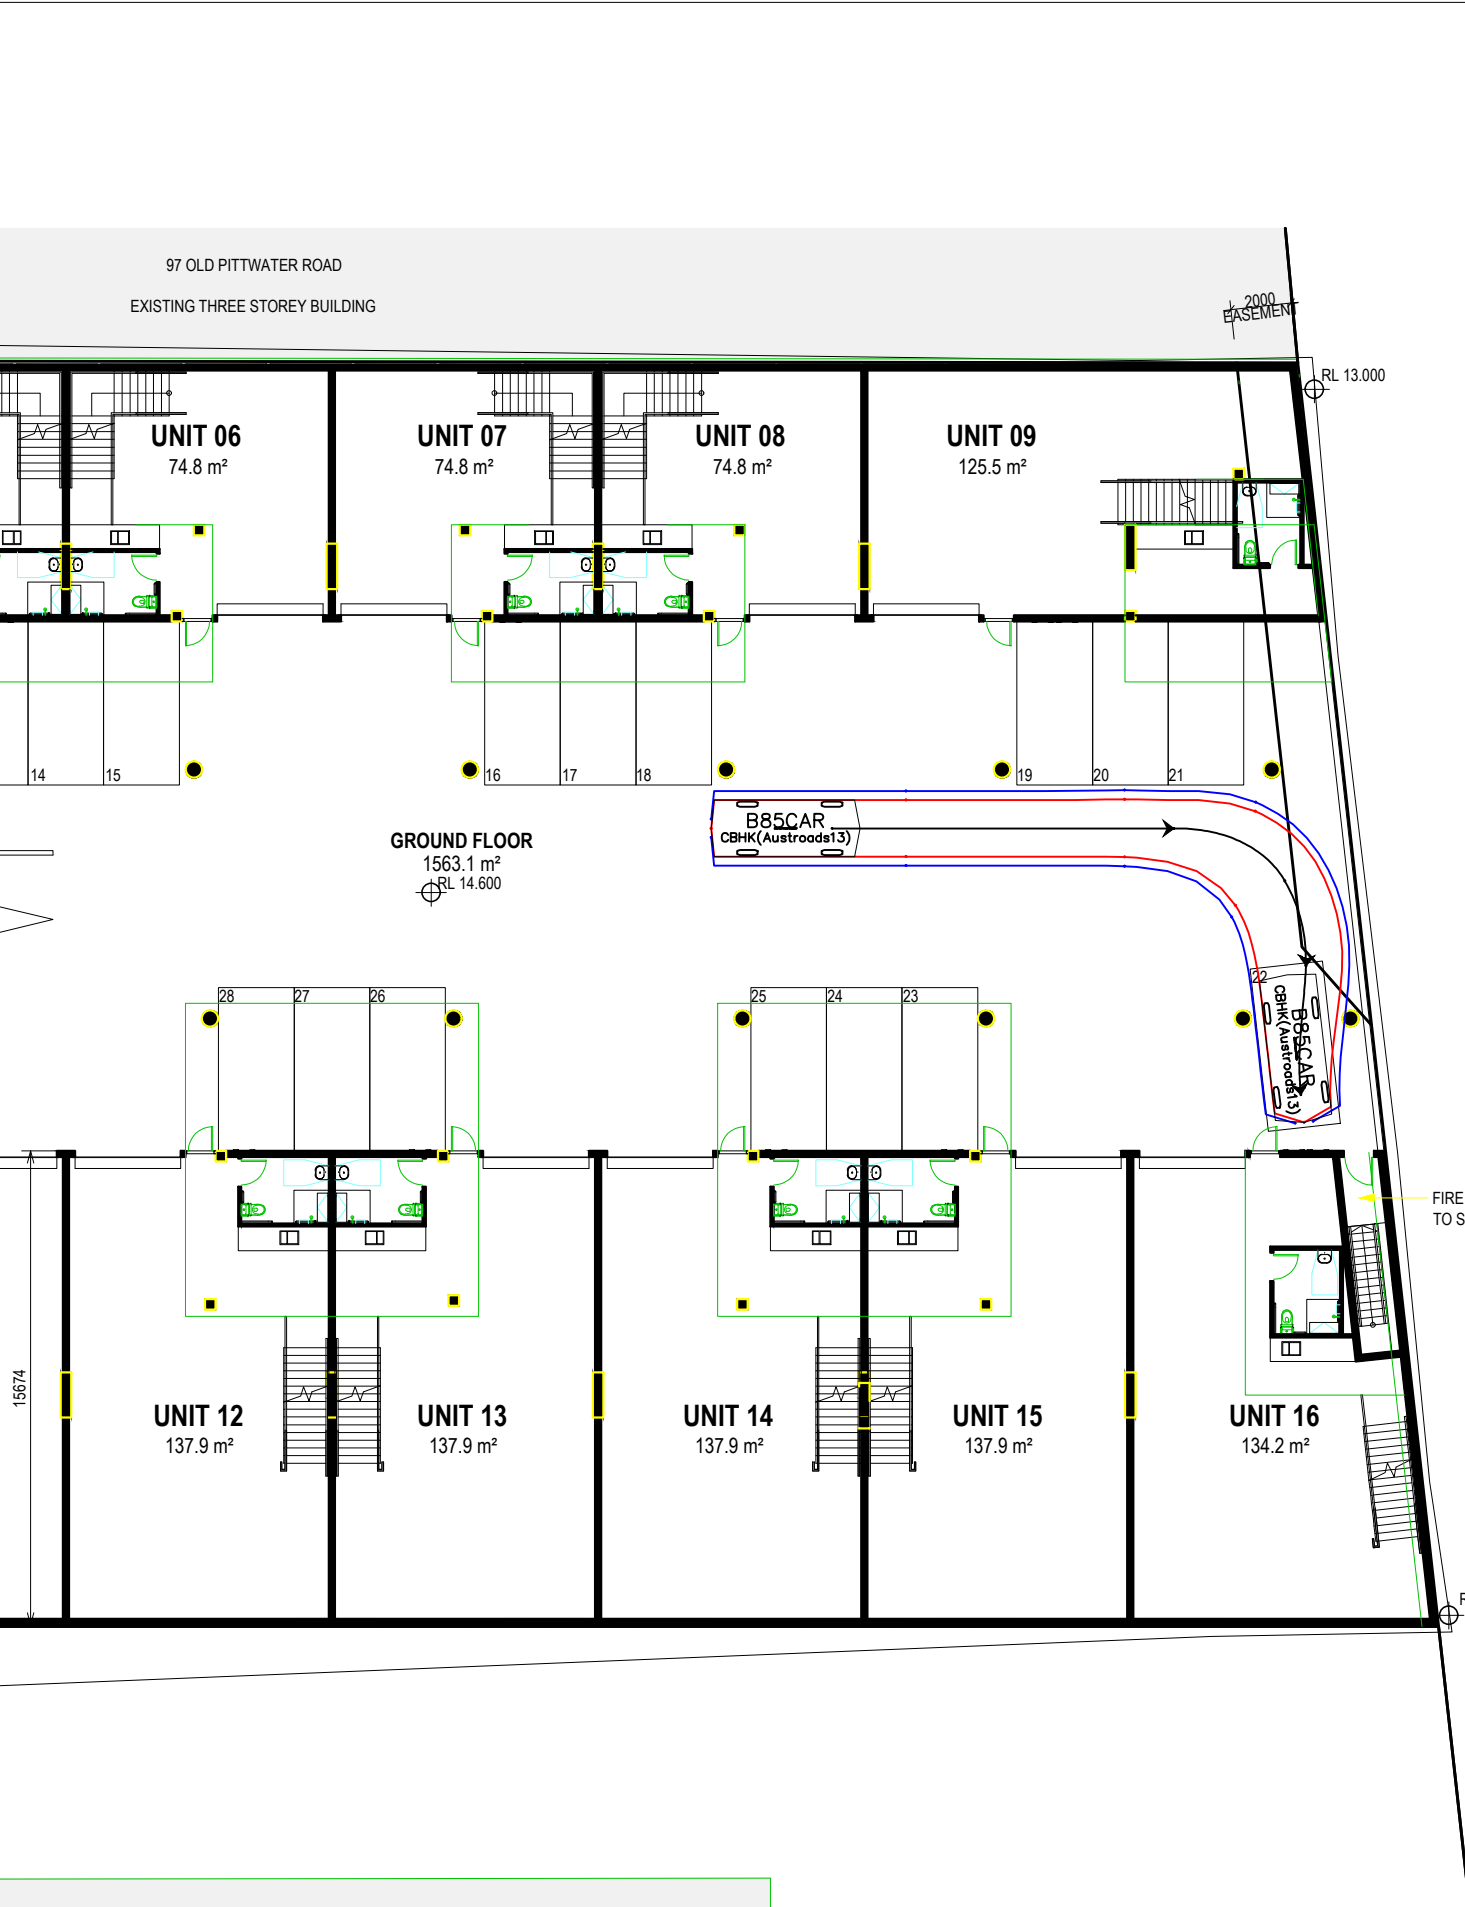 97 OLD PITTWATER ROAD
EXISTING THREE STOREY BUILDING
2000
EASEMENT
RL 13.000
UNIT 06
74.8 m²
UNIT 07
74.8 m²
UNIT 08
74.8 m²
UNIT 09
125.5 m²
14
15
16
17
18
19
20
21
GROUND FLOOR
1563.1 m²
RL 14.600
B85CAR
CBHK(Austroads13)
22
B85CAR
CBHK(Austroads13)
28
27
26
25
24
23
FIRE
TO S
15674
UNIT 12
137.9 m²
UNIT 13
137.9 m²
UNIT 14
137.9 m²
UNIT 15
137.9 m²
UNIT 16
134.2 m²